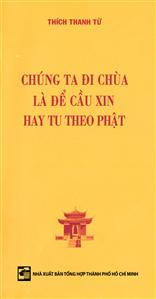 THÍCH THANH TỪ
CHÚNG TA ĐI CHÙA
LÀ ĐỂ CẦU XIN
HAY TU THEO PHẬT
NHÀ XUẤT BẢN TỔNG HỢP THÀNH PHỐ HỒ CHÍ MINH